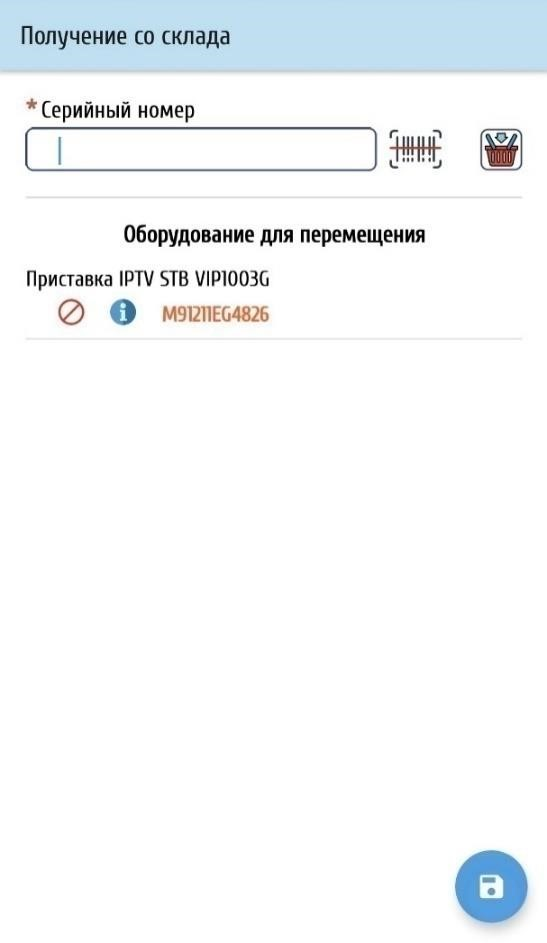 Получение со склада
* Серийный номер
Оборудование для перемещения
Приставка IPTV STB VIP1003G
M91211EG4826